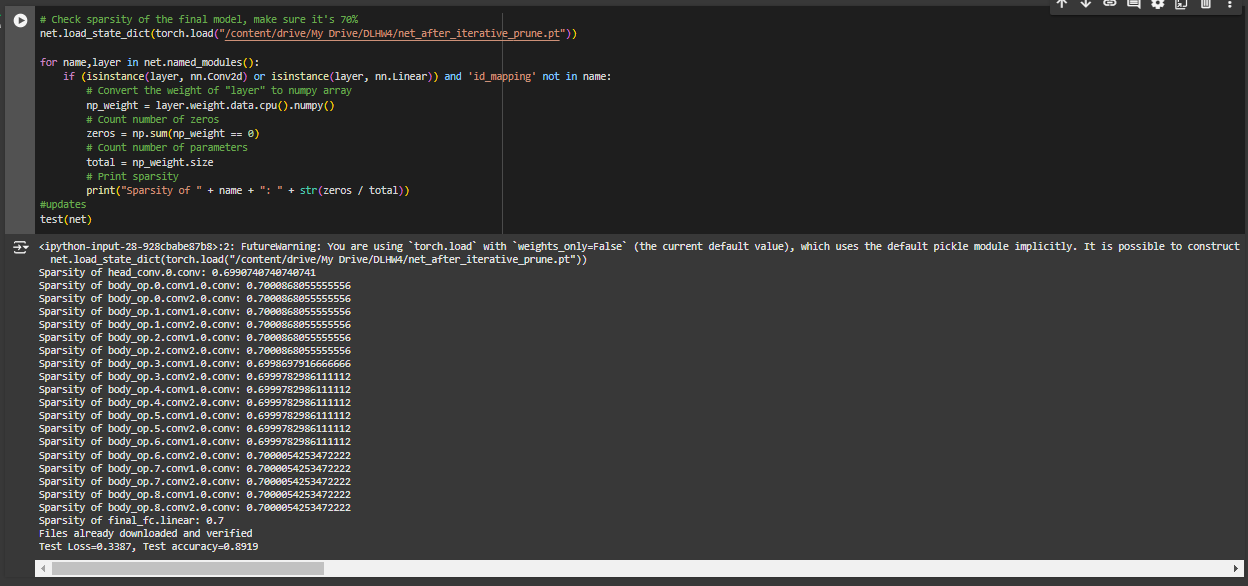 # Check sparsity of the final model, make sure it's 70%
net.load_state_dict(torch.load("/content/drive/My Drive/DLHW4/net_after_iterative_prune.pt"))
for name,layer in net.named_modules():
if (isinstance(layer, nn.Conv2d) or isinstance(layer, nn.Linear)) and 'id_mapping' not in name:
# Convert the weight of "layer" to numpy array
np_weight = layer.weight.data.cpu().numpy()
# Count number of zeros
zeros = np.sum(np_weight == 0)
# Count number of parameters
total = np_weight.size
# Print sparsity
print("Sparsity of " + name + ": " + str(zeros / total))
#updates
test(net)
<ipython-input-28-928cbabe87b8>:2: FutureWarning: You are using `torch.load` with `weights_only=False` (the current default value), which uses the default pickle module implicitly. It is possible to construct
net.load_state_dict(torch.load("/content/drive/My Drive/DLHW4/net_after_iterative_prune.pt"))
Sparsity of head_conv.0.conv: 0.6990740740740741
Sparsity of body_op.0.conv1.0.conv: 0.7000868055555556
Sparsity of body_op.0.conv2.0.conv: 0.7000868055555556
Sparsity of body_op.1.conv1.0.conv: 0.7000868055555556
Sparsity of body_op.1.conv2.0.conv: 0.7000868055555556
Sparsity of body_op.2.conv1.0.conv: 0.7000868055555556
Sparsity of body_op.2.conv2.0.conv: 0.7000868055555556
Sparsity of body_op.3.conv1.0.conv: 0.6998697916666666
Sparsity of body_op.3.conv2.0.conv: 0.6999782986111112
Sparsity of body_op.4.conv1.0.conv: 0.6999782986111112
Sparsity of body_op.4.conv2.0.conv: 0.6999782986111112
Sparsity of body_op.5.conv1.0.conv: 0.6999782986111112
Sparsity of body_op.5.conv2.0.conv: 0.6999782986111112
Sparsity of body_op.6.conv1.0.conv: 0.6999782986111112
Sparsity of body_op.6.conv2.0.conv: 0.7000054253472222
Sparsity of body_op.7.conv1.0.conv: 0.7000054253472222
Sparsity of body_op.7.conv2.0.conv: 0.7000054253472222
Sparsity of body_op.8.conv1.0.conv: 0.7000054253472222
Sparsity of body_op.8.conv2.0.conv: 0.7000054253472222
Sparsity of final_fc.linear: 0.7
Files already downloaded and verified
Test Loss=0.3387, Test accuracy=0.8919